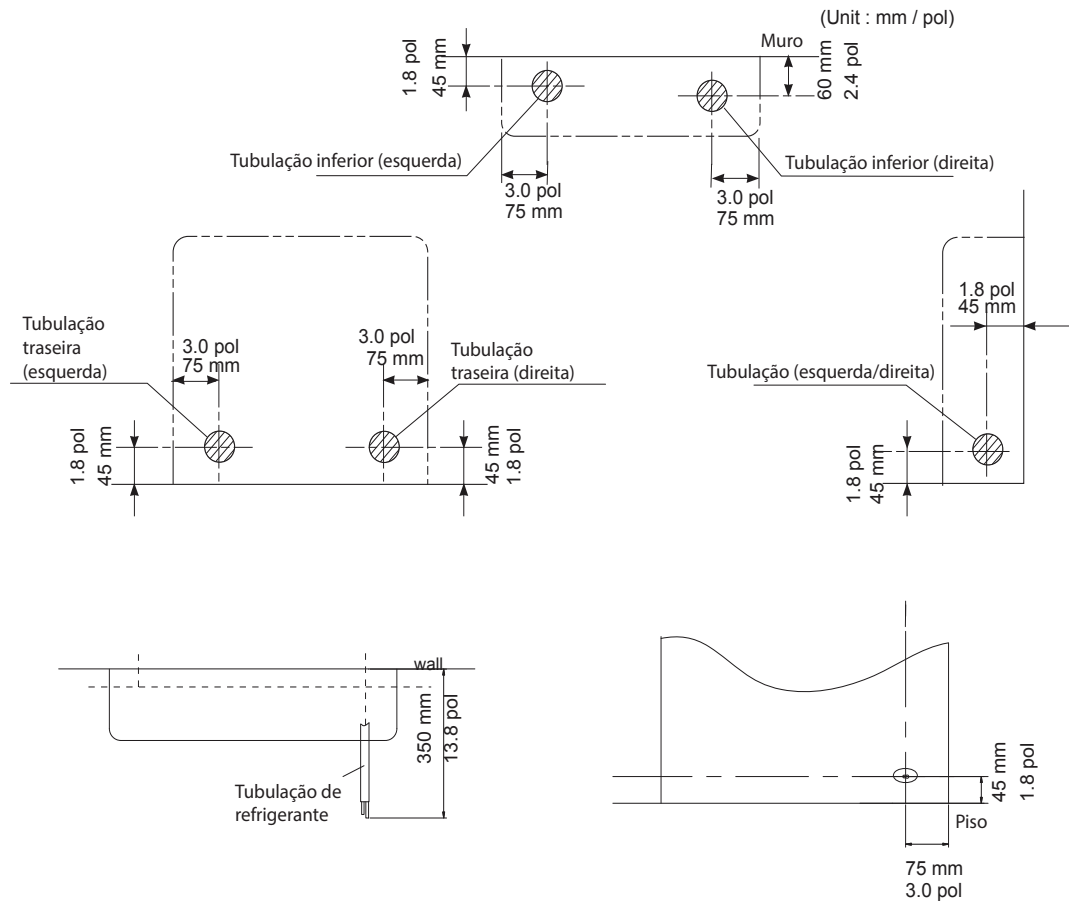 (Unit : mm / pol)
Muro
1.8 pol
45 mm
60 mm
2.4 pol
Tubulação inferior (esquerda)
Tubulação inferior (direita)
3.0 pol
75 mm
3.0 pol
75 mm
Tubulação
traseira
(esquerda)
3.0 pol
75 mm
3.0 pol
75 mm
Tubulação
traseira (direita)
1.8 pol
45 mm
45 mm
1.8 pol
1.8 pol
45 mm
Tubulação (esquerda/direita)
1.8 pol
45 mm
wall
350 mm
13.8 pol
Tubulação de
refrigerante
45 mm
1.8 pol
Piso
75 mm
3.0 pol